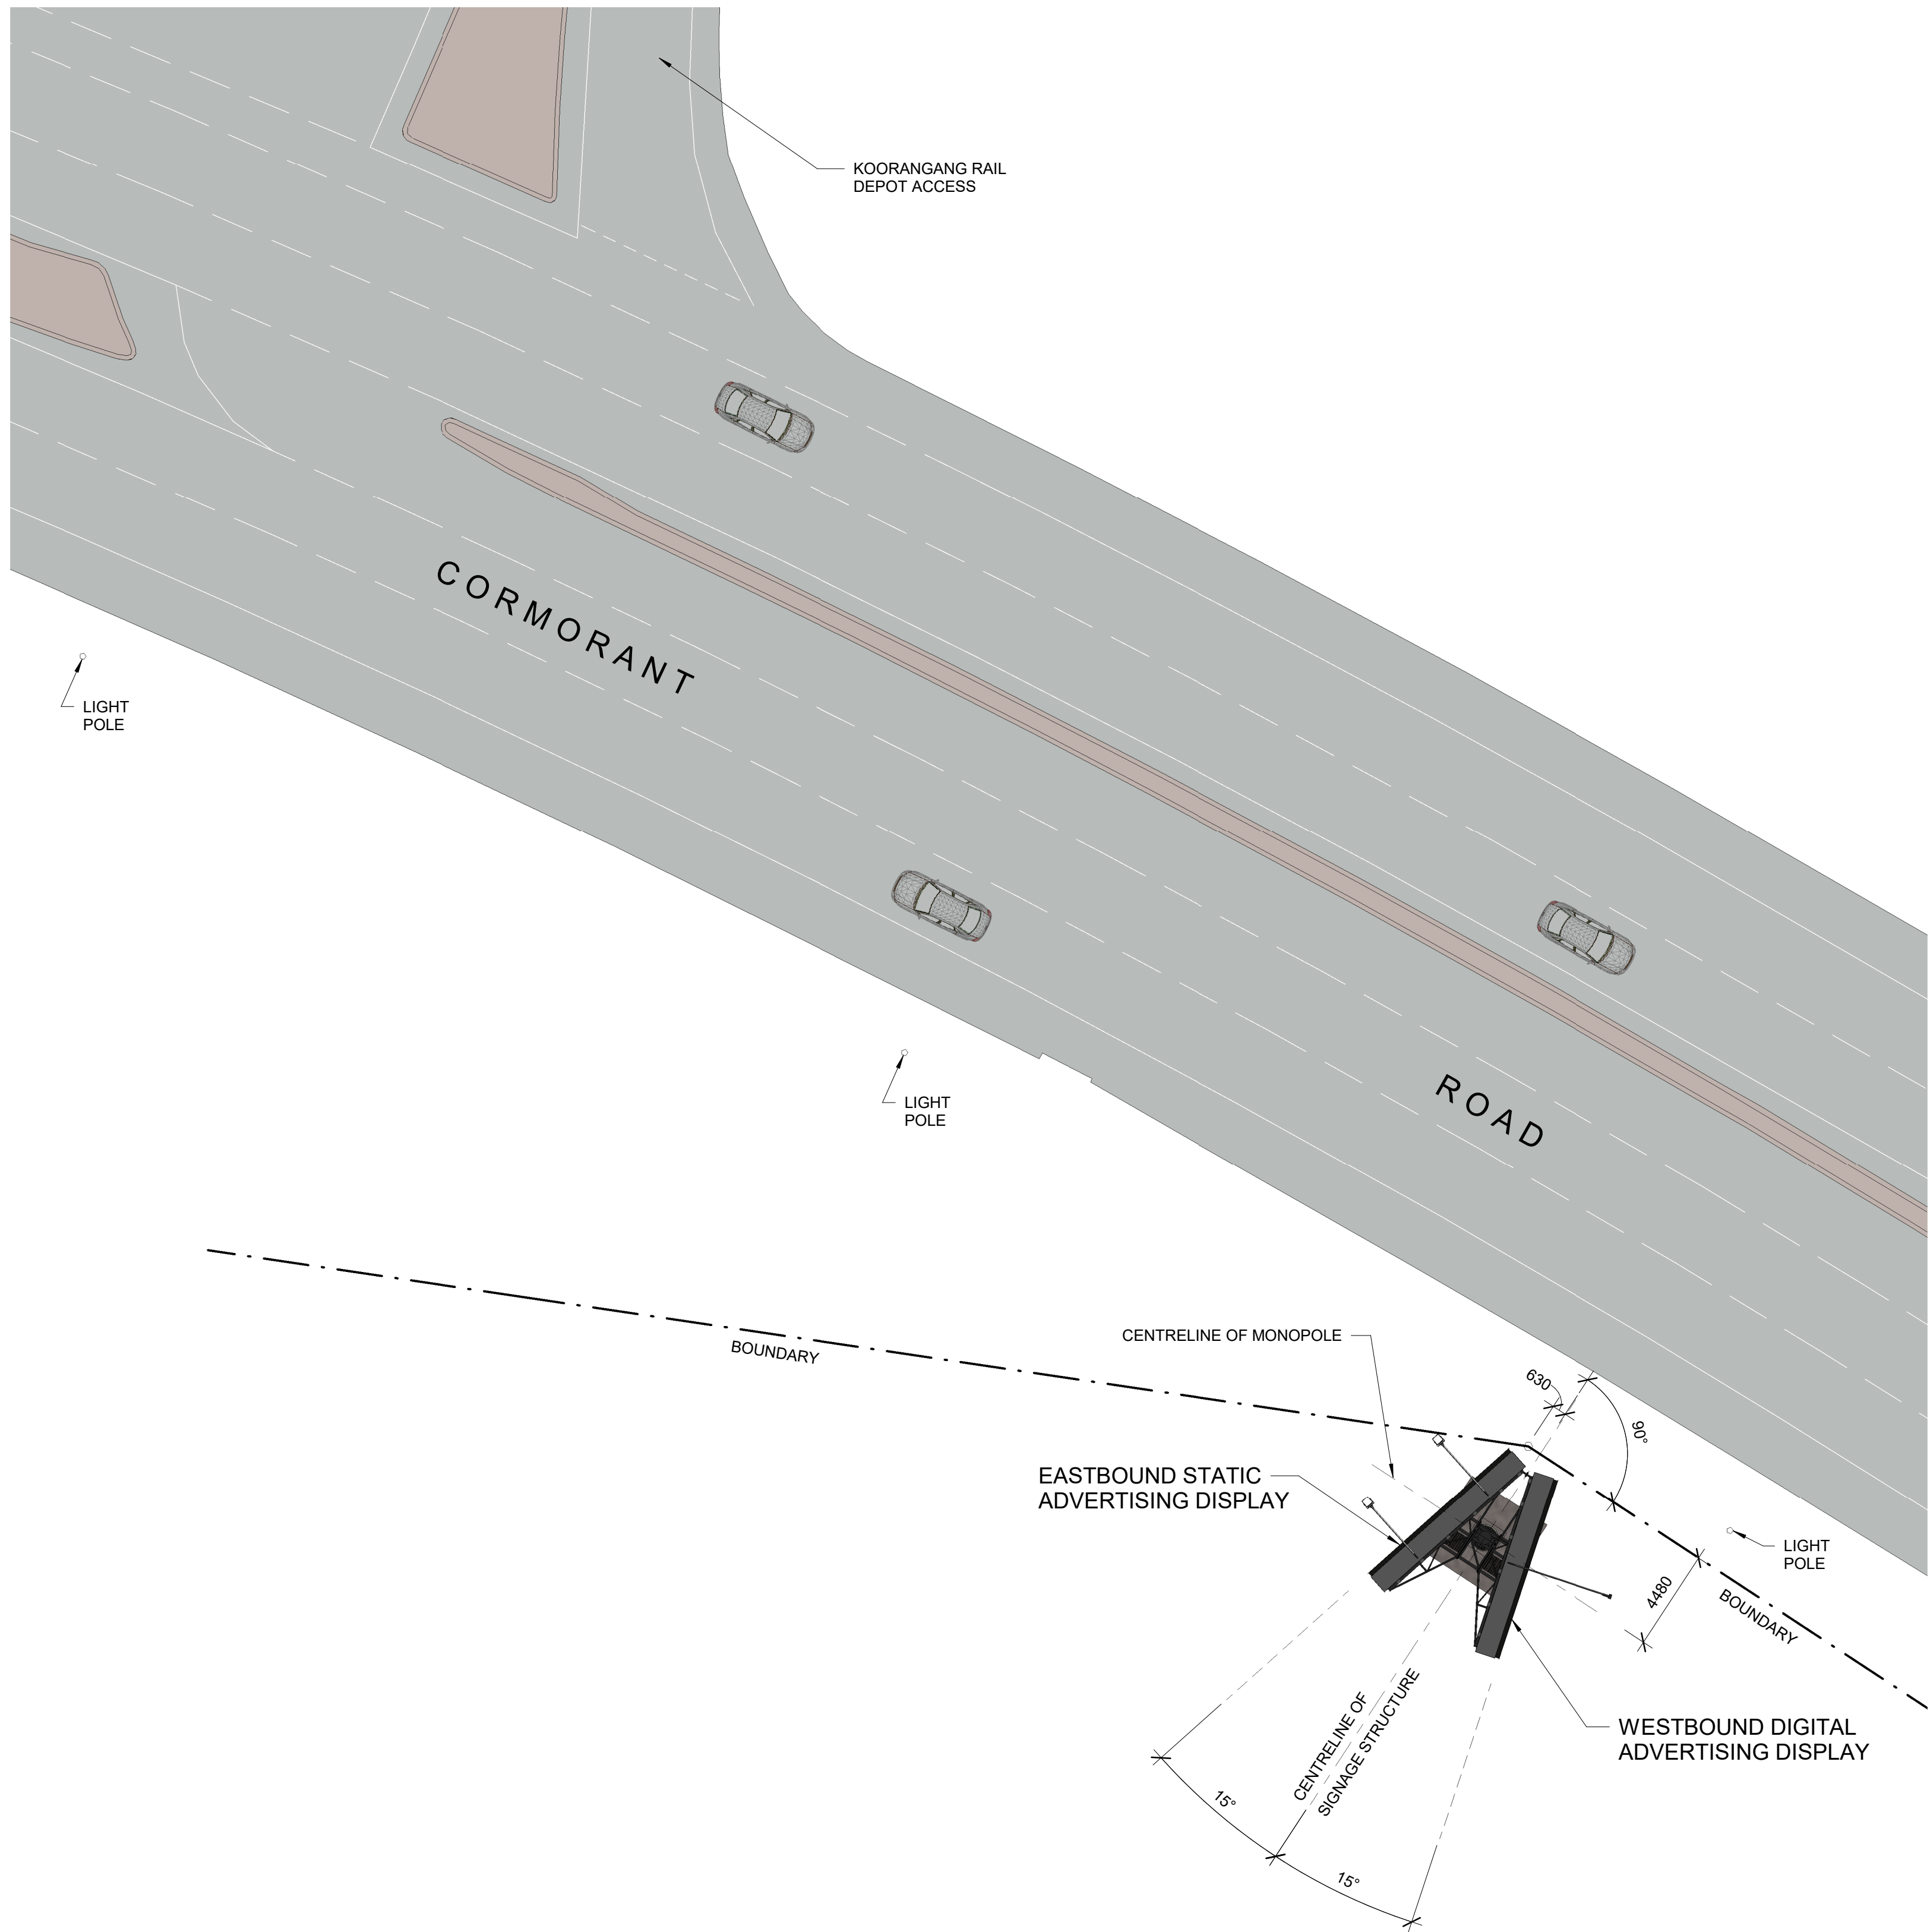 KOORANGANG RAIL
DEPOT ACCESS
CORMORANT
LIGHT
POLE
LIGHT
POLE
ROAD
BOUNDARY
CENTRELINE OF MONOPOLE
630
90°
EASTBOUND STATIC
ADVERTISING DISPLAY
LIGHT
POLE
4480
BOUNDARY
CENTRELINE OF
SIGNAGE STRUCTURE
WESTBOUND DIGITAL
ADVERTISING DISPLAY
15°
15°